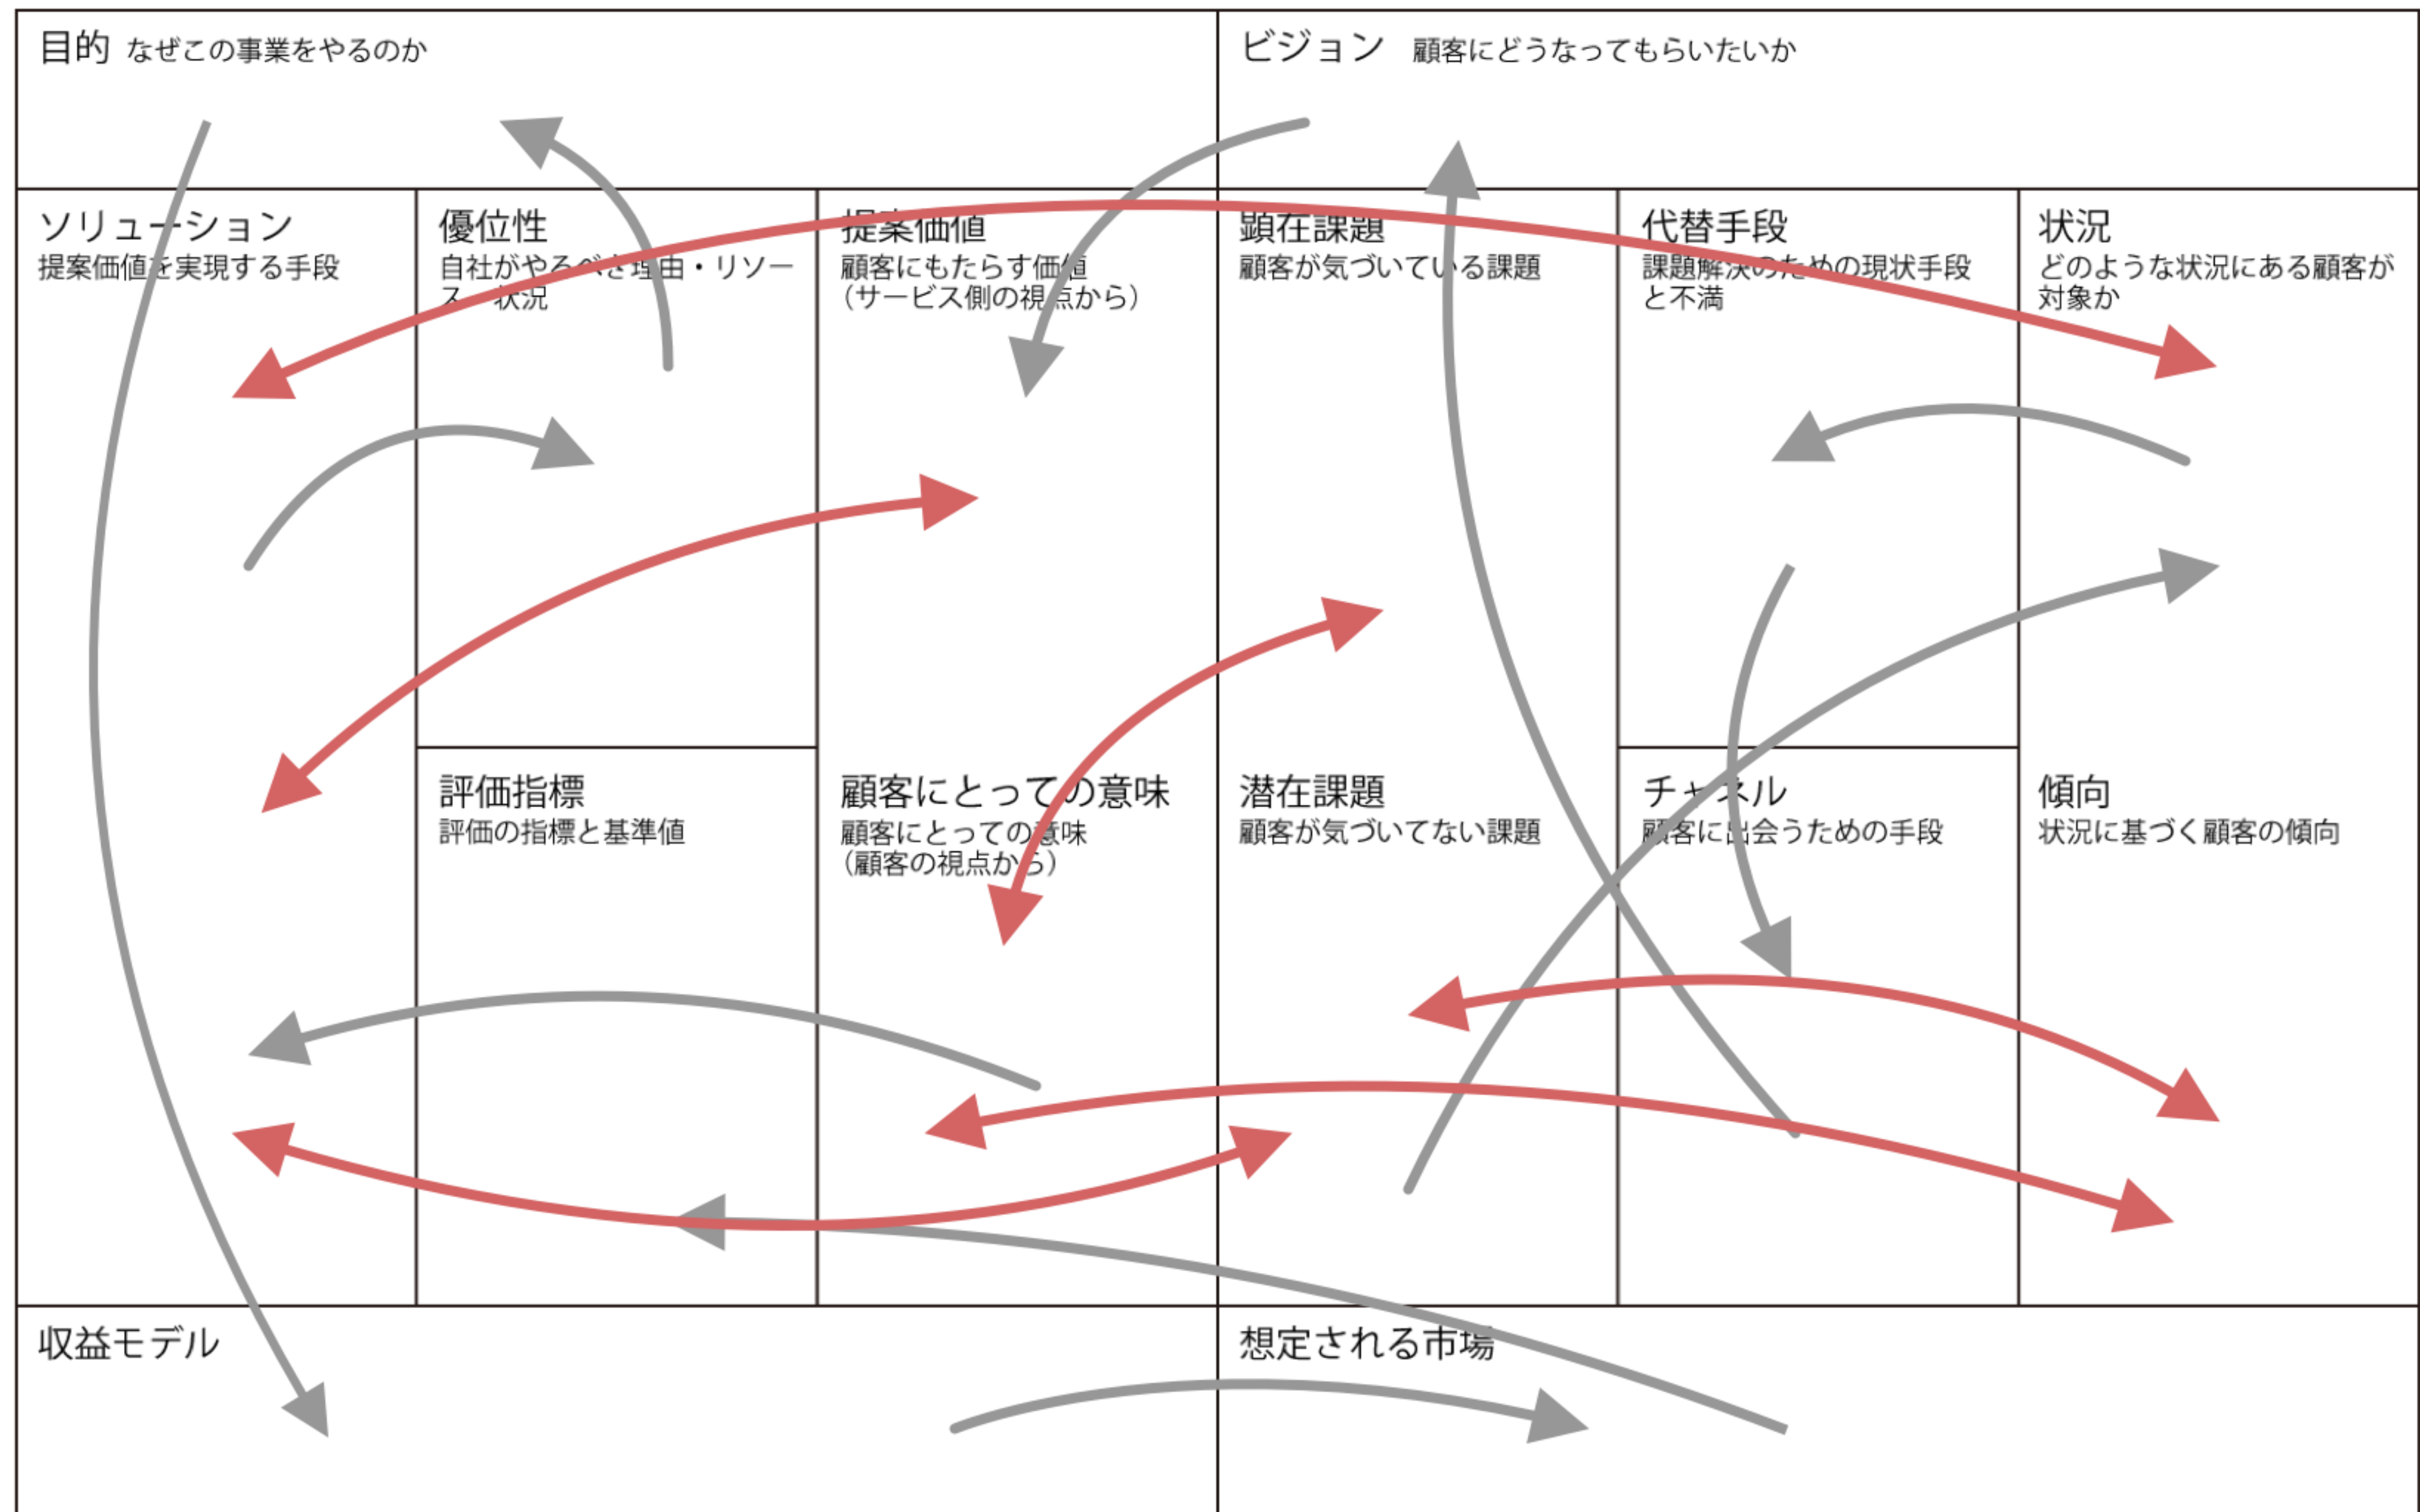 目的 なぜこの事業をやるのか
ビジョン 顧客にどうなってもらいたいか
ソリューション
提案価値を実現する手段
優位性
自社がやるべき理由・リソー
ス・状況
提案価値
顧客にもたらす価値
（サービス側の視点から）
顕在課題
顧客が気づいている課題
代替手段
課題解決のための現状手段
と不満
状況
どのような状況にある顧客が
対象か
評価指標
評価の指標と基準値
顧客にとっての意味
顧客にとっての意味
（顧客の視点から）
潜在課題
顧客が気づいてない課題
チャネル
顧客に出会うための手段
傾向
状況に基づく顧客の傾向
収益モデル
想定される市場